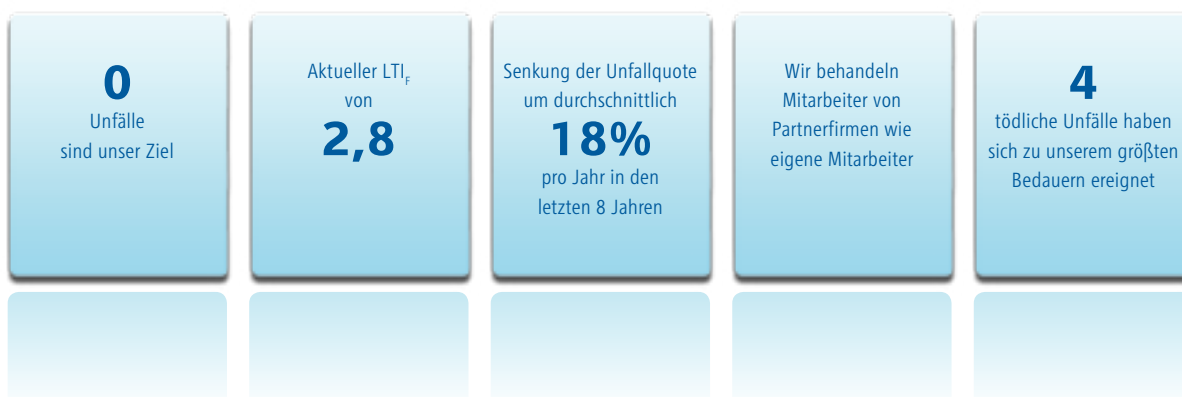 0
Unfälle
sind unser Ziel
Aktueller LTI_F
von
2,8
Senkung der Unfallquote
um durchschnittlich
18%
pro Jahr in den
letzten 8 Jahren
Wir behandeln
Mitarbeiter von
Partnerfirmen wie
eigene Mitarbeiter
4
tödliche Unfälle haben
sich zu unserem größten
Bedauern ereignet